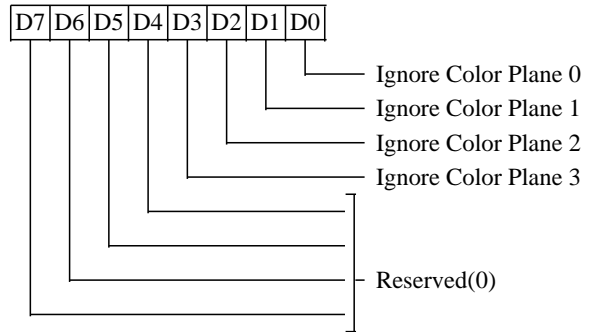 D7 D6 D5 D4 D3 D2 D1 D0
Ignore Color Plane 0
Ignore Color Plane 1
Ignore Color Plane 2
Ignore Color Plane 3
Reserved(0)